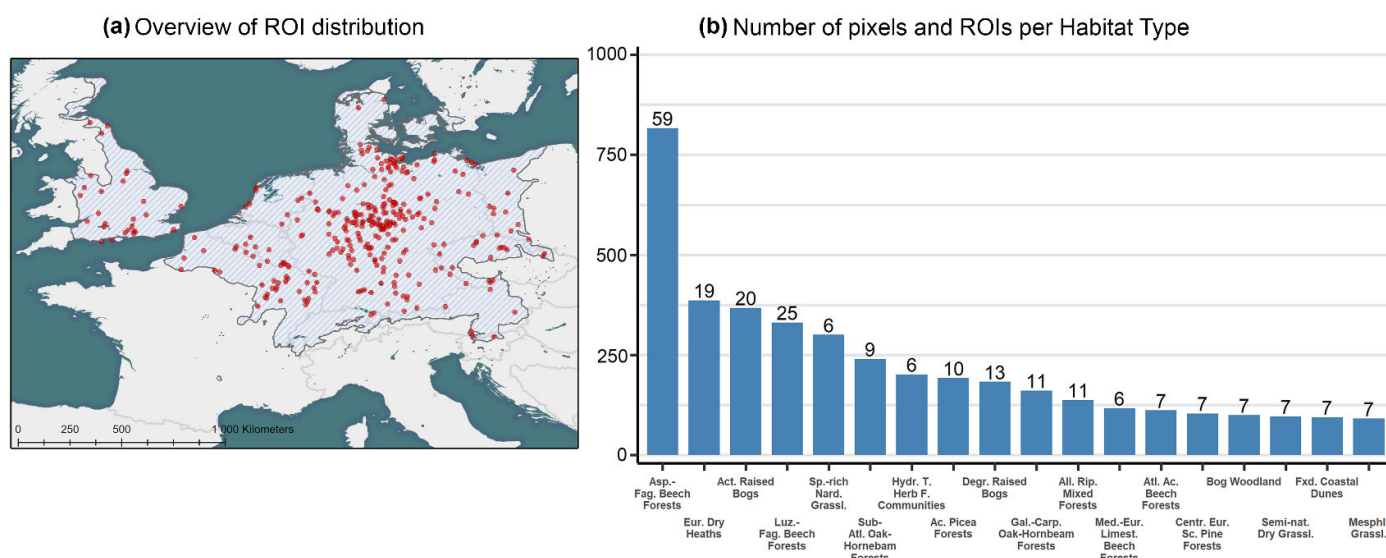 (a) Overview of ROI distribution
0 250 500 1 000 Kilometers
(b) Number of pixels and ROIs per Habitat Type
1000
750
500
250
0
59
19
20
25
6
9
6
10
13
11
11
6
7
7
7
7
7
7
Asp.-
Fag. Beech
Forests
Eur. Dry
Heaths
Act. Raised
Bogs
Luz.-
Fag. Beech
Forests
Sp.-rich
Nard.
Grassl.
Sub-
Atl. Oak-
Hornebam
Forests
Hydr. T.
Herb F.
Communities
Ac. Picea
Forests
Degr. Raised
Bogs
Gal.-Carp.
Oak-Hornbeam
Forests
All. Rip.
Mixed
Forests
Med.-Eur.
Limest.
Beech
Forests
Atl. Ac.
Beech
Forests
Centr. Eur.
Sc. Pine
Forests
Bog Woodland
Semi-nat.
Dry Grassl.
Fxd. Coastal
Dunes
Mesphl.
Grassl.